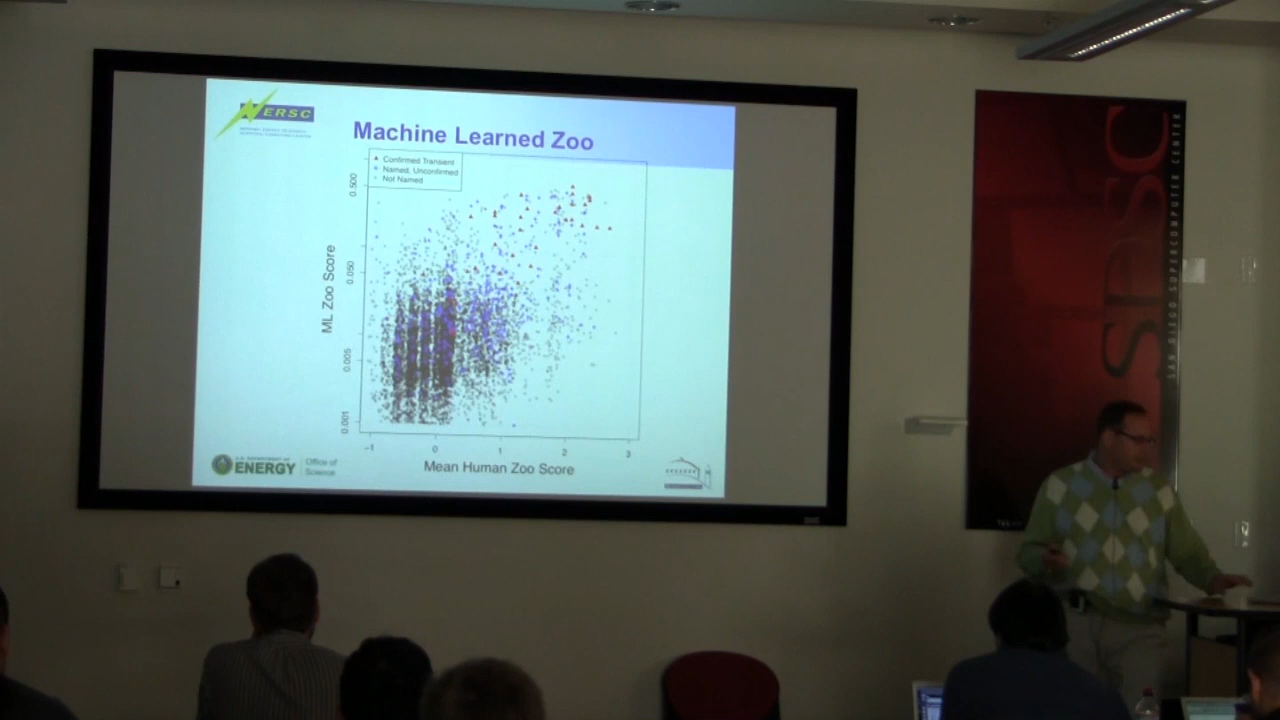 NERSC
Machine Learned Zoo
Confirmed Transient
Named, Unconfirmed
Not Named
ML Zoo Score
0.500
0.050
0.005
0.001
-1
0
1
2
3
Mean Human Zoo Score
U.S. DEPARTMENT OF
ENERGY
Office of
Science
SDSC
SAN DIEGO SUPERCOMPUTER CENTER